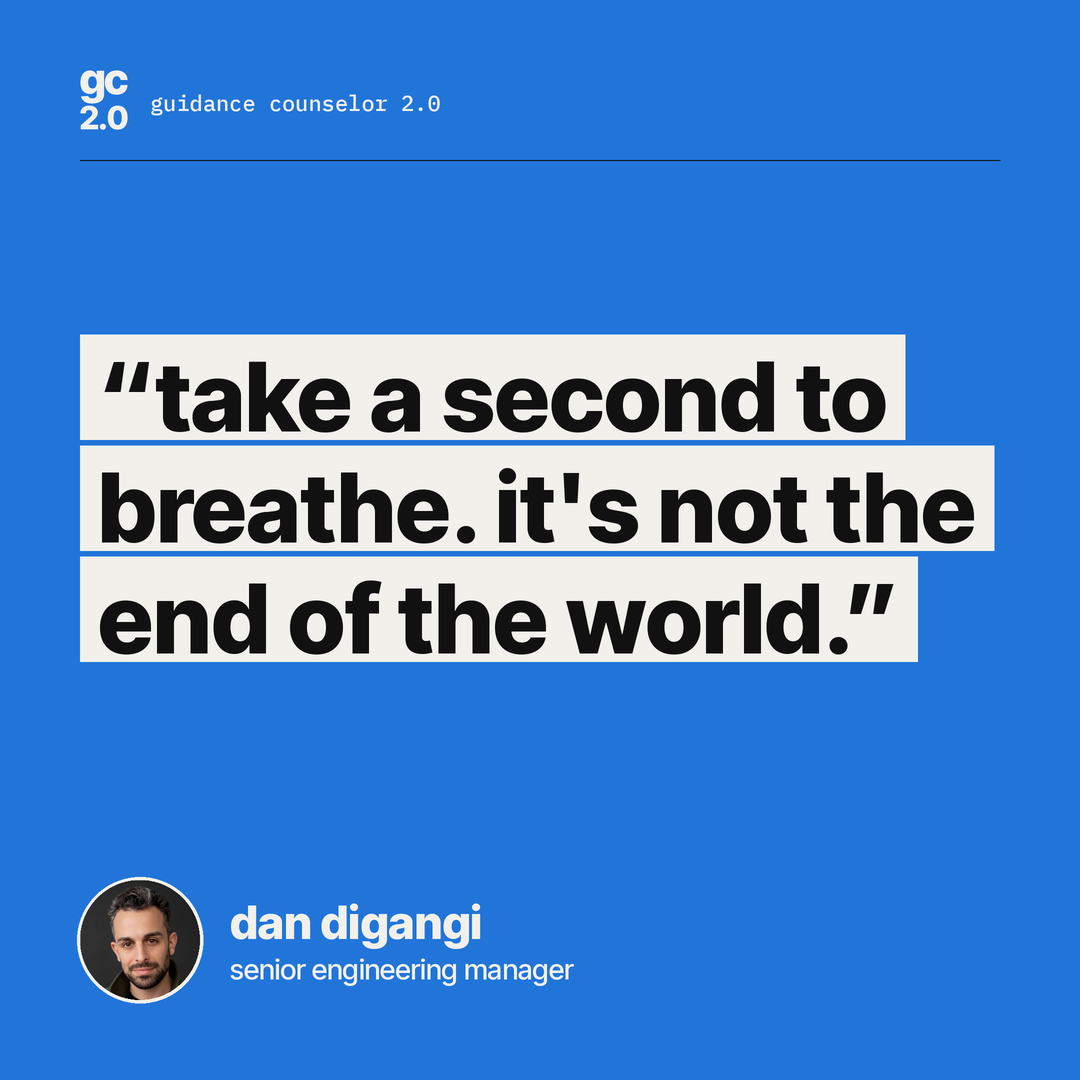 gc
2.0
guidance counselor 2.0
“take a second to
breathe. it's not the
end of the world.”
dan digangi
senior engineering manager